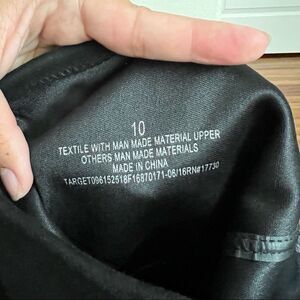 10
TEXTILE WITH MAN MADE MATERIAL UPPER
OTHERS MAN MADE MATERIALS
MADE IN CHINA
TARGET096152518F16870171-06/16RN#17730